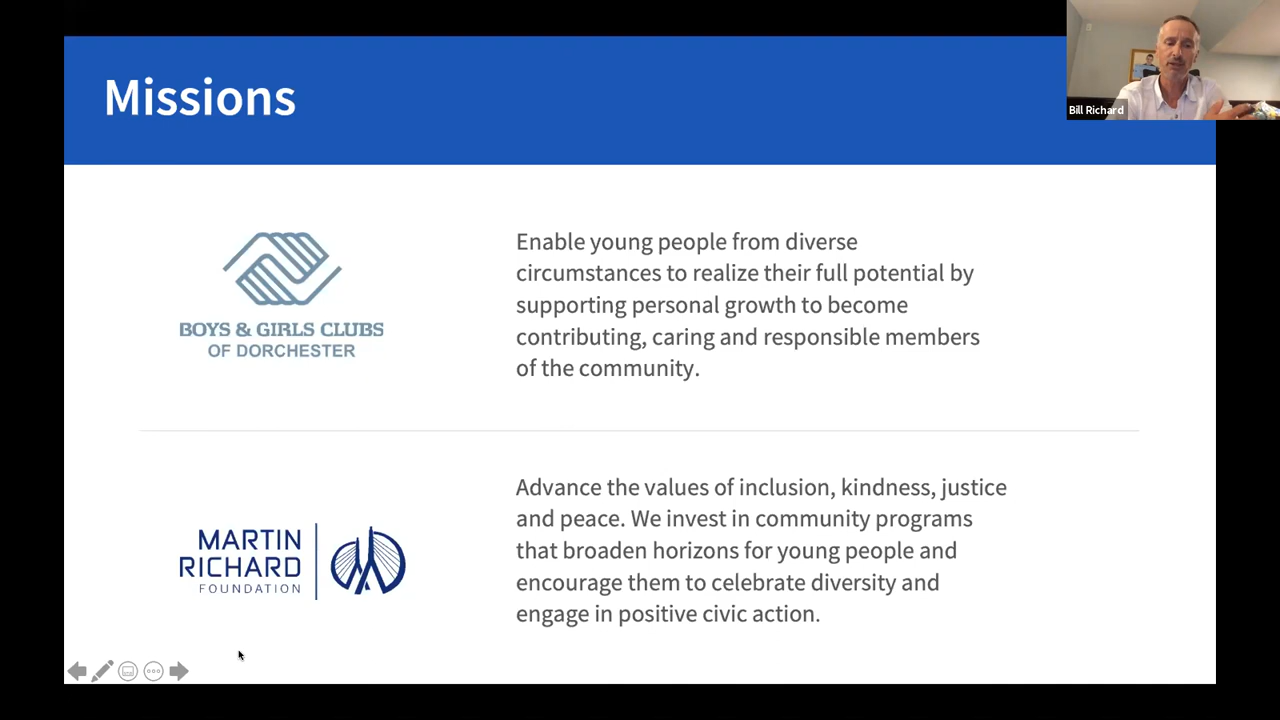 Missions
Bill Richard
BOYS & GIRLS CLUBS
OF DORCHESTER
Enable young people from diverse
circumstances to realize their full potential by
supporting personal growth to become
contributing, caring and responsible members
of the community.
MARTIN
RICHARD
FOUNDATION
Advance the values of inclusion, kindness, justice
and peace. We invest in community programs
that broaden horizons for young people and
encourage them to celebrate diversity and
engage in positive civic action.